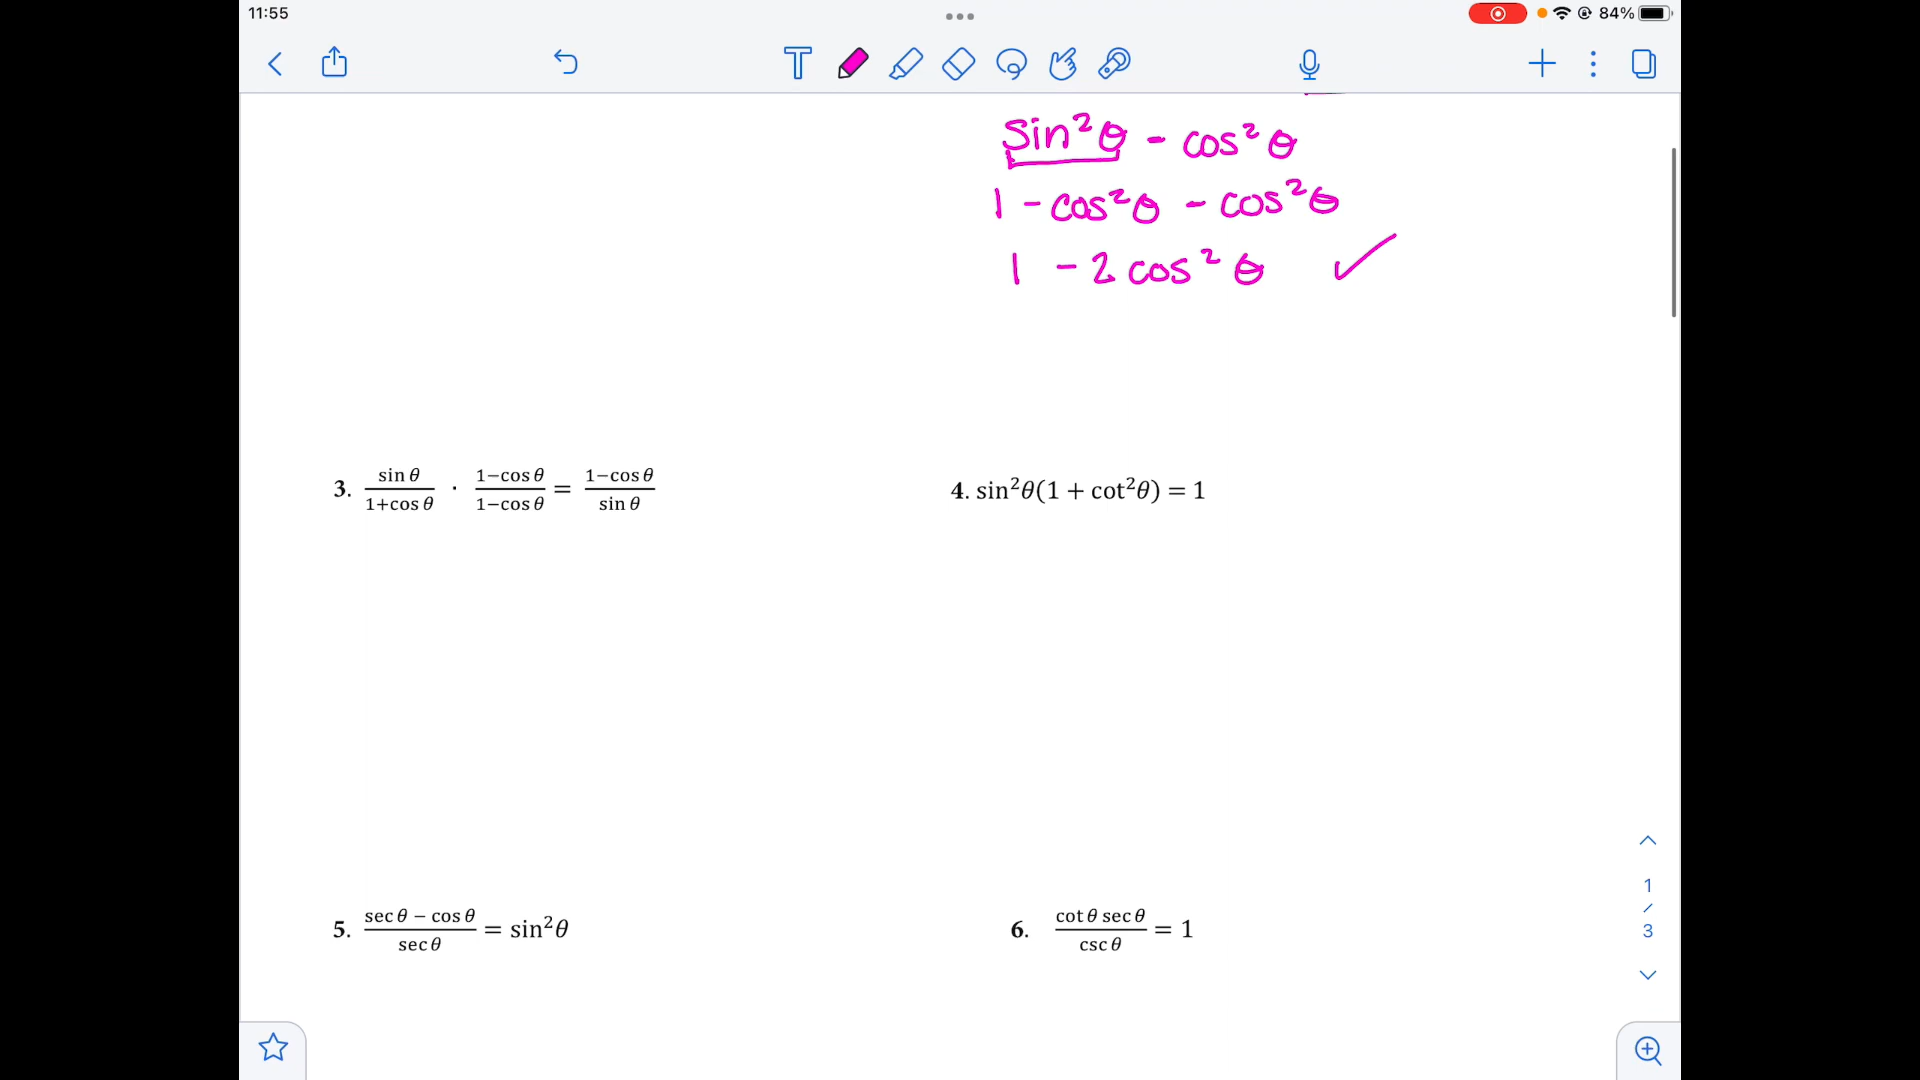 11:55
84%
sin²θ - cos²θ
1 - cos²θ - cos²θ
1 - 2 cos²θ ✓
3. sin θ/1+cos θ · 1−cos θ/1−cos θ = 1−cos θ/sin θ
4. sin²θ(1 + cot²θ) = 1
5. sec θ − cos θ/sec θ = sin²θ
6. cot θ sec θ/csc θ = 1
1
/
3